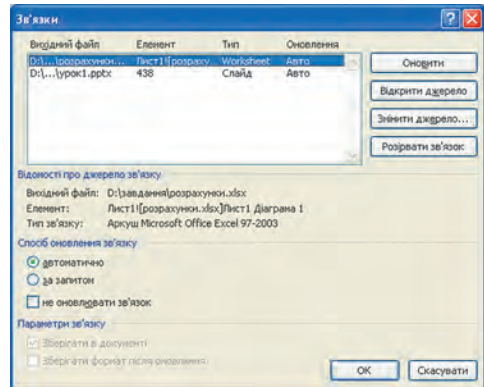 Зв'язки
Вихідний файл Елемент Тип Оновлення
D:\...\розрахунки... Лист1![розраху... Worksheet Авто
D:\...\урок1.pptx 438 Слайд Авто
Оновити
Відкрити джерело
Змінити джерело...
Розірвати зв'язок
Відомості про джерело зв'язку
Вихідний файл: D:\завдання\розрахунки.xlsx
Елемент: Лист1![розрахунки.xlsx]Лист1 Діаграма 1
Тип зв'язку: Аркуш Microsoft Office Excel 97-2003
Спосіб оновлення зв'язку
автоматично
за запитом
не оновлювати зв'язок
Параметри зв'язку
Зберігати в документі
Зберігати формат після оновлення
OK Скасувати